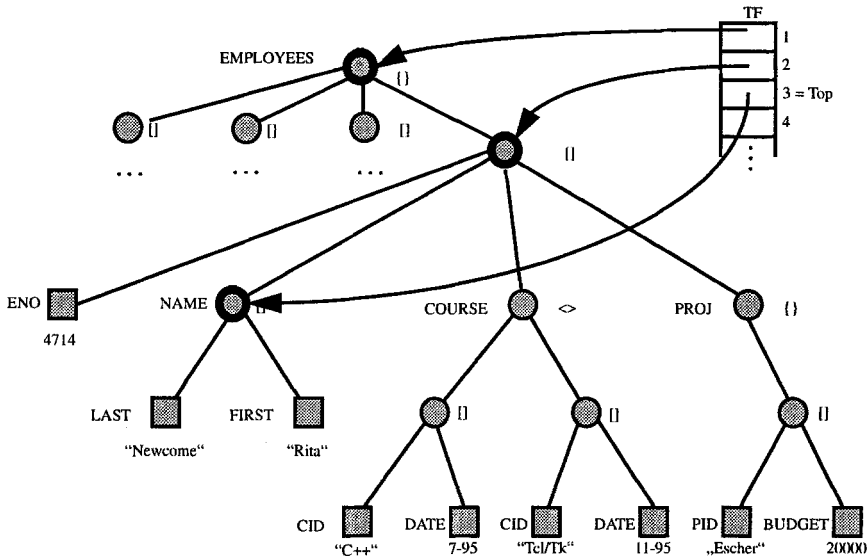 TF
1
EMPLOYEES
{}
2
3 = Top
[]
[]
[]
4
[]
... ... ...
ENO
NAME
[]
COURSE
<>
PROJ
{}
4714
LAST
FIRST
[]
[]
[]
“Newcome“
“Rita“
CID
DATE
CID
DATE
PID
BUDGET
“C++“
7-95
“Tcl/Tk“
11-95
„Escher“
20000